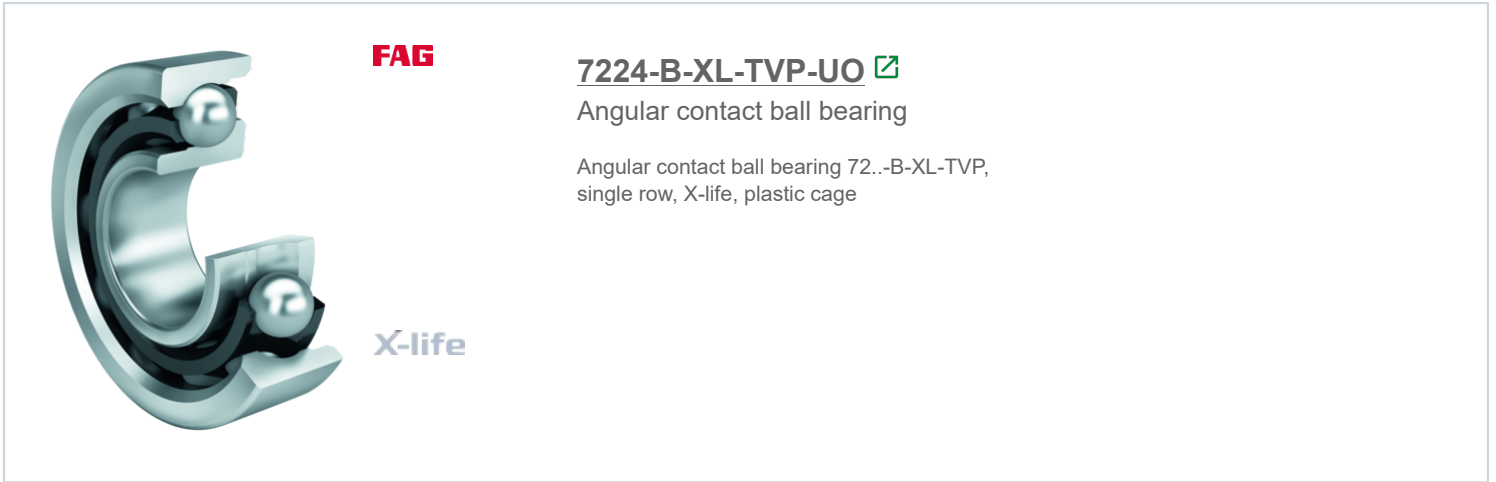 FAG
7224-B-XL-TVP-UO
Angular contact ball bearing
Angular contact ball bearing 72..-B-XL-TVP,
single row, X-life, plastic cage
X-life